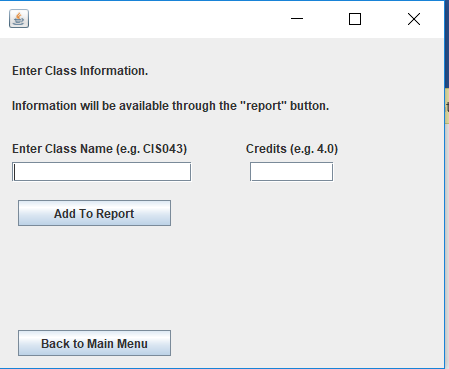 Enter Class Information.
Information will be available through the "report" button.
Enter Class Name (e.g. CIS043) Credits (e.g. 4.0)
Add To Report
Back to Main Menu